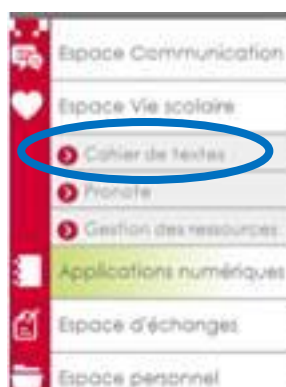 Espace Communication
Espace Vie scolaire
Cahier de textes
Pronote
Gestion des ressources
Applications numériques
Espace d'échanges
Espace personnel